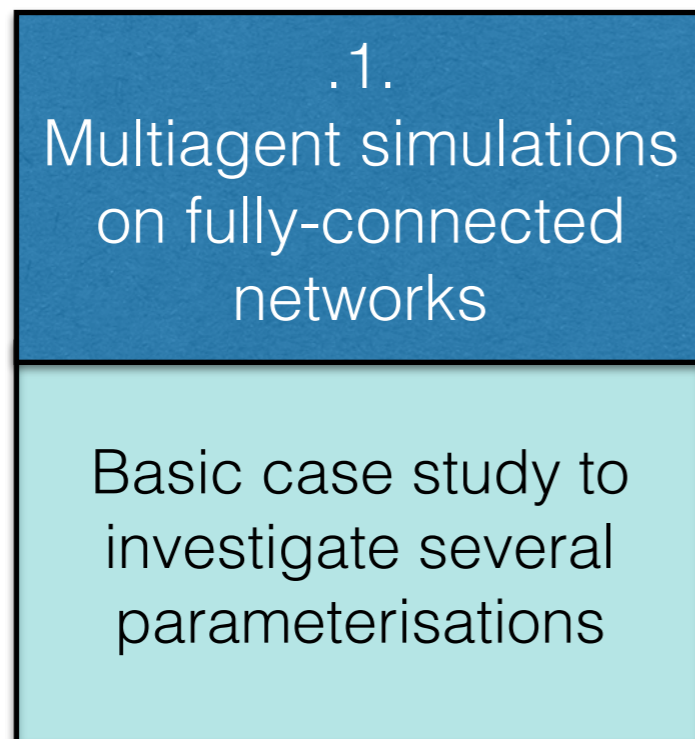 .1.
Multiagent simulations
on fully-connected
networks
Basic case study to
investigate several
parameterisations